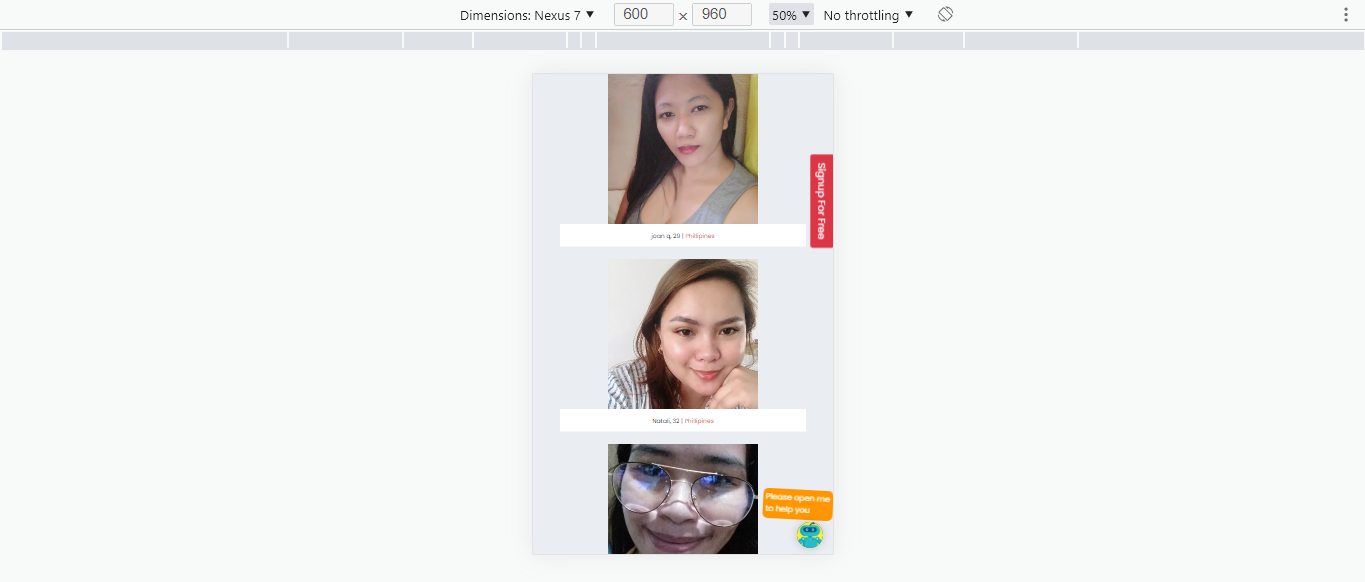 Dimensions: Nexus 7 ▼ 600 × 960 50% ▼ No throttling ▼
Signup For Free
joan q, 29 | Phillipines
Natali, 32 | Phillipines
Please open me
to help you